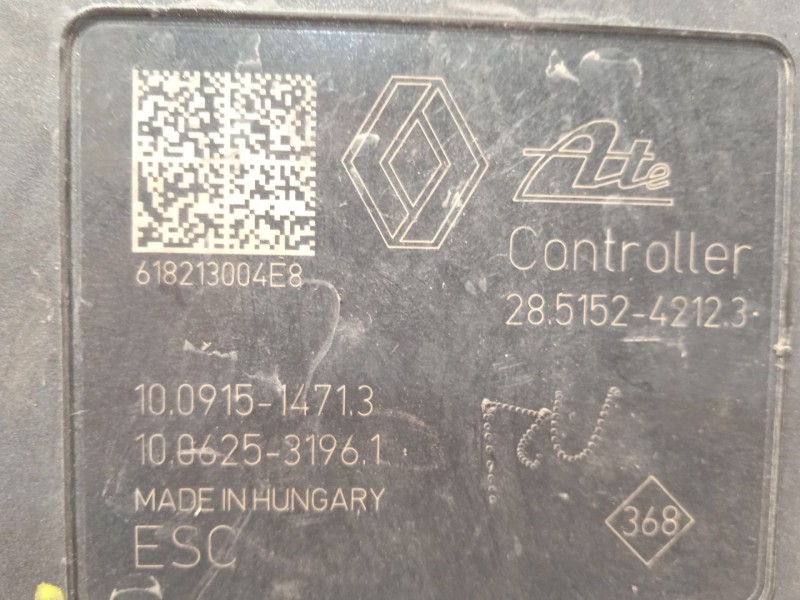 Ate
Controller
618213004E8
28.5152-4212.3
10.0915-1471.3
10.0625-3196.1
MADE IN HUNGARY
ESC
368